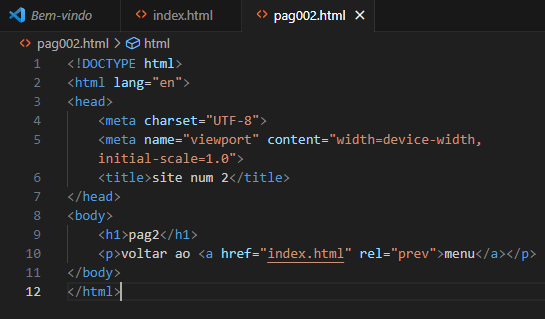 Bem-vindo index.html pag002.html
pag002.html > html
1 <!DOCTYPE html>
2 <html lang="en">
3 <head>
4 <meta charset="UTF-8">
5 <meta name="viewport" content="width=device-width,
initial-scale=1.0">
6 <title>site num 2</title>
7 </head>
8 <body>
9 <h1>pag2</h1>
10 <p>voltar ao <a href="index.html" rel="prev">menu</a></p>
11 </body>
12 </html>